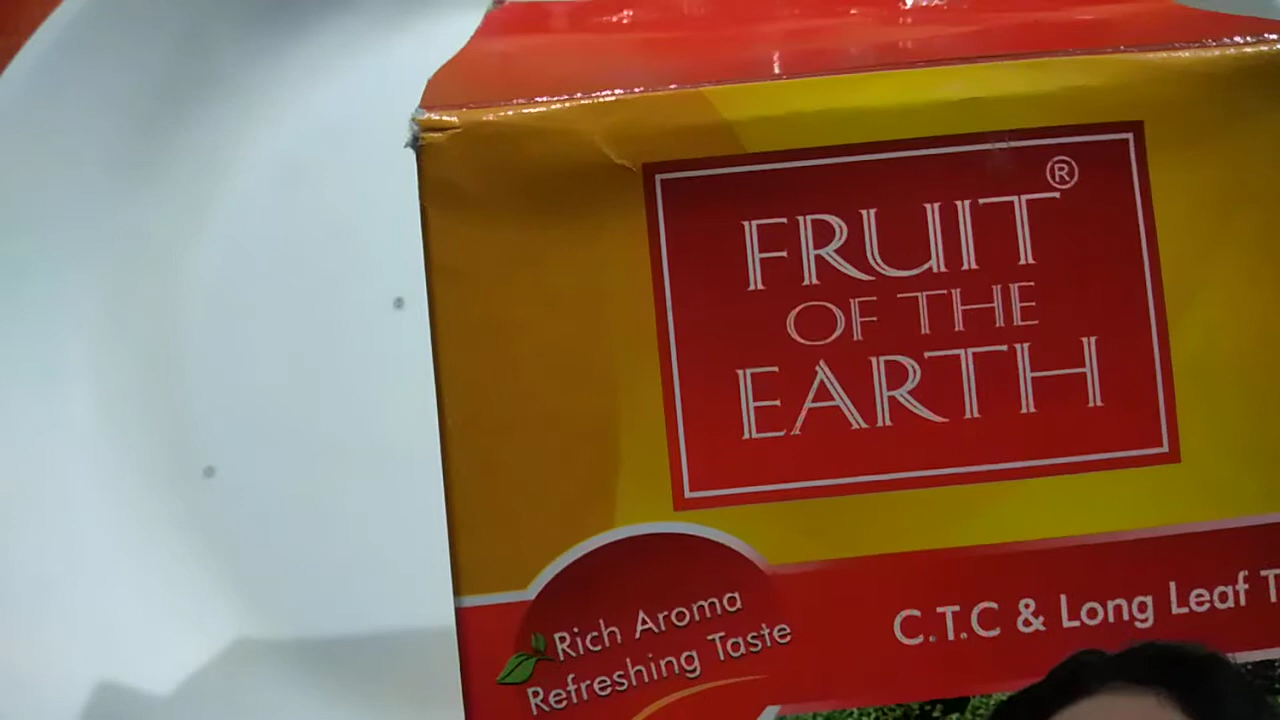 FRUIT®
OF THE
EARTH
Rich Aroma
Refreshing Taste
C.T.C & Long Leaf